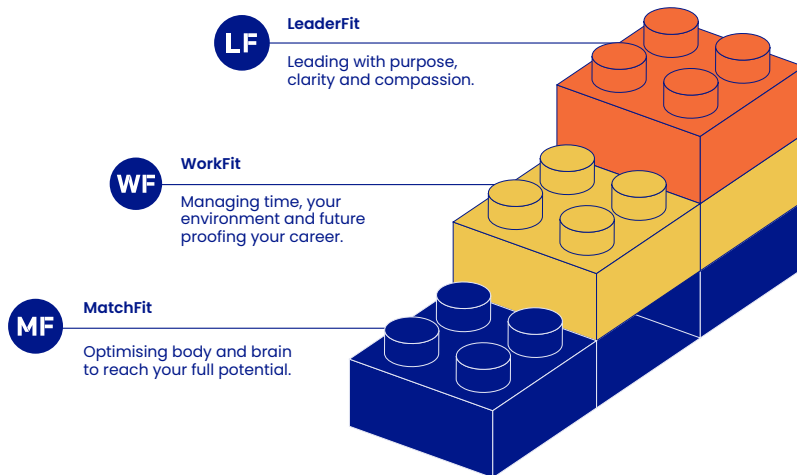 LF
LeaderFit
Leading with purpose,
clarity and compassion.
WF
WorkFit
Managing time, your
environment and future
proofing your career.
MF
MatchFit
Optimising body and brain
to reach your full potential.